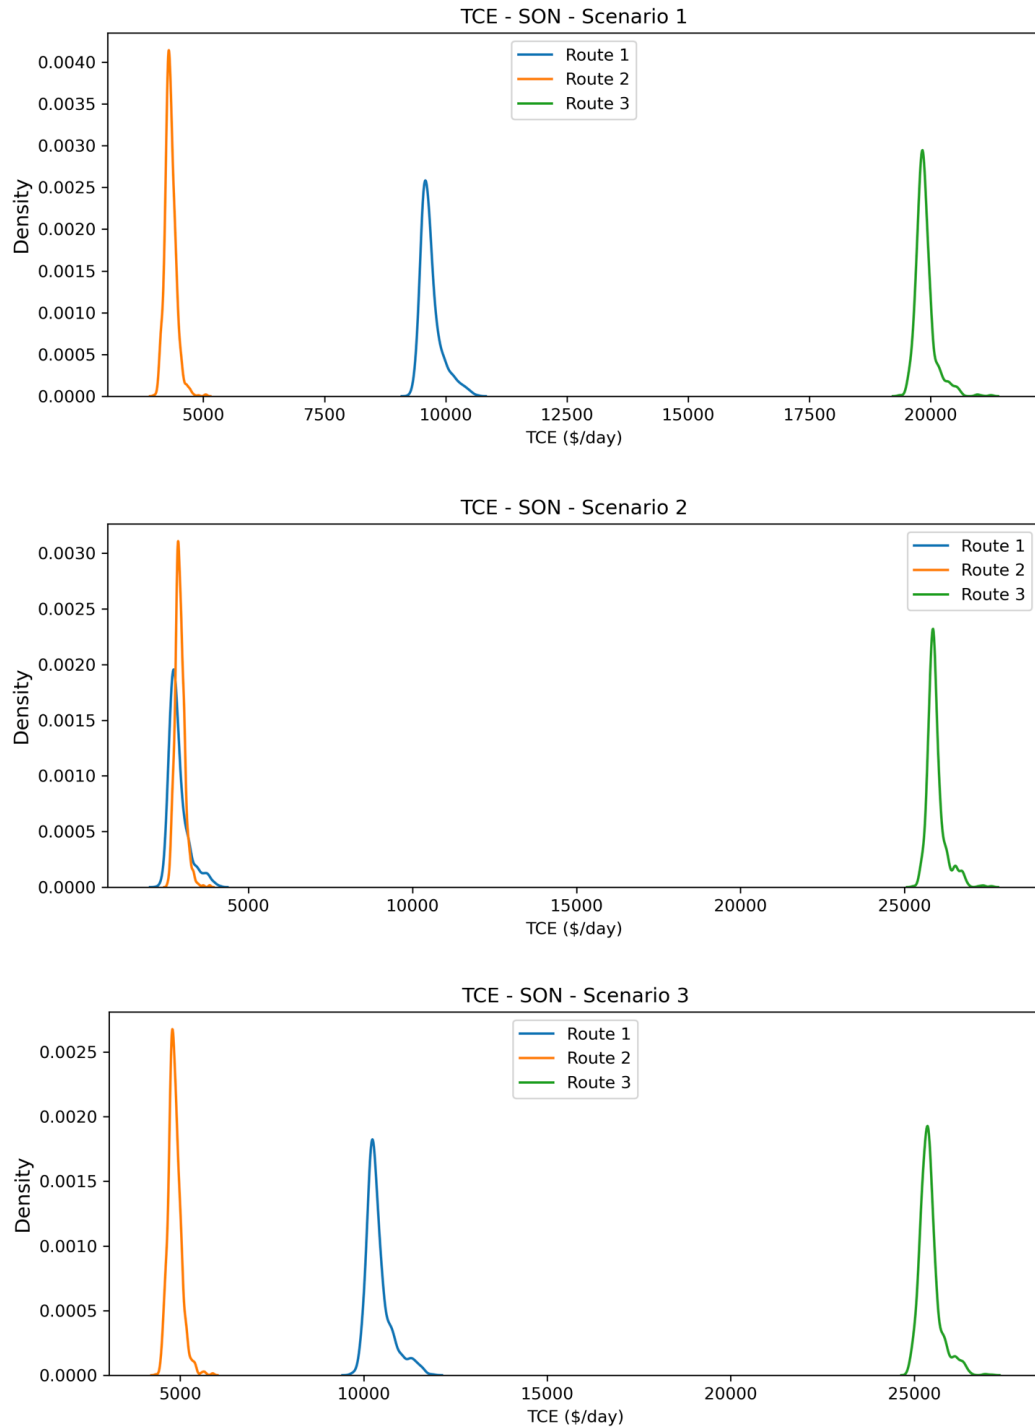 TCE - SON - Scenario 1
Route 1
Route 2
Route 3
Density
0.0040
0.0035
0.0030
0.0025
0.0020
0.0015
0.0010
0.0005
0.0000
5000 7500 10000 12500 15000 17500 20000
TCE ($/day)
TCE - SON - Scenario 2
Route 1
Route 2
Route 3
Density
0.0030
0.0025
0.0020
0.0015
0.0010
0.0005
0.0000
5000 10000 15000 20000 25000
TCE ($/day)
TCE - SON - Scenario 3
Route 1
Route 2
Route 3
Density
0.0025
0.0020
0.0015
0.0010
0.0005
0.0000
5000 10000 15000 20000 25000
TCE ($/day)